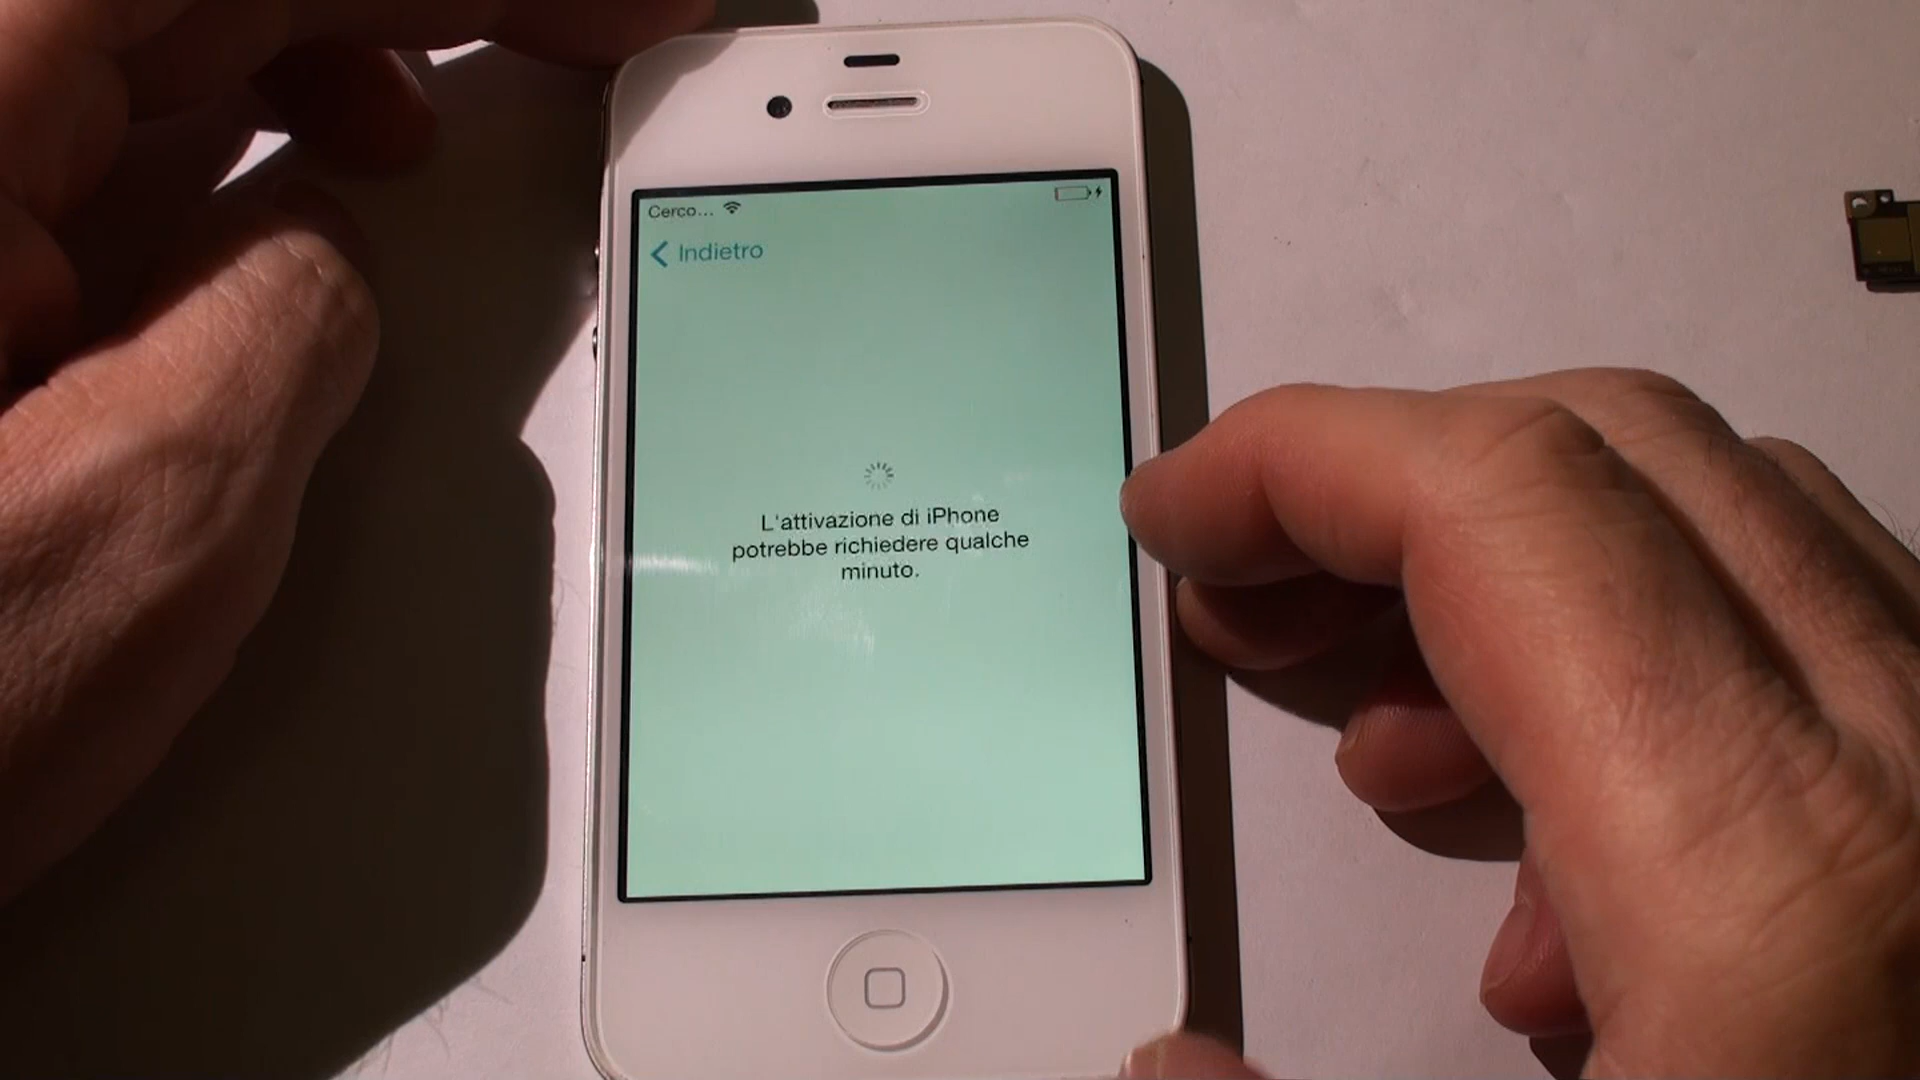 Cerco...
Indietro
L'attivazione di iPhone
potrebbe richiedere qualche
minuto.